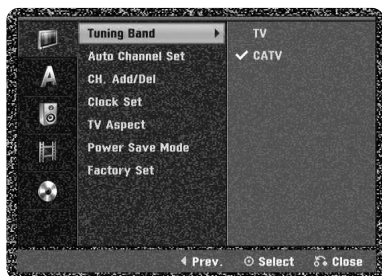 Tuning Band
Auto Channel Set
CH. Add/Del
Clock Set
TV Aspect
Power Save Mode
Factory Set
TV
CATV
A
Prev.
Select
Close